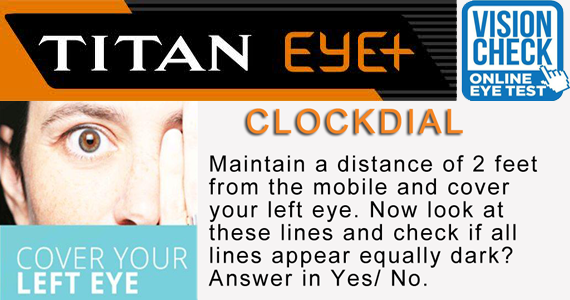 TITAN EYE+
VISION
CHECK
ONLINE
EYE TEST
CLOCKDIAL
Maintain a distance of 2 feet
from the mobile and cover
your left eye. Now look at
these lines and check if all
lines appear equally dark?
Answer in Yes/ No.
COVER YOUR
LEFT EYE